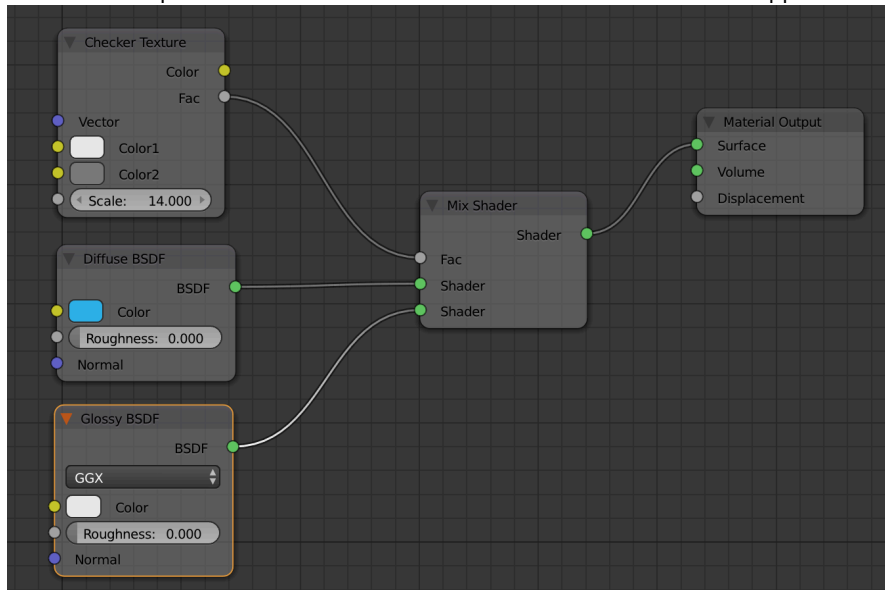 Checker Texture
Color
Fac
Vector
Color1
Color2
Scale: 14.000
Diffuse BSDF
BSDF
Color
Roughness: 0.000
Normal
Glossy BSDF
BSDF
GGX
Color
Roughness: 0.000
Normal
Mix Shader
Shader
Fac
Shader
Shader
Material Output
Surface
Volume
Displacement